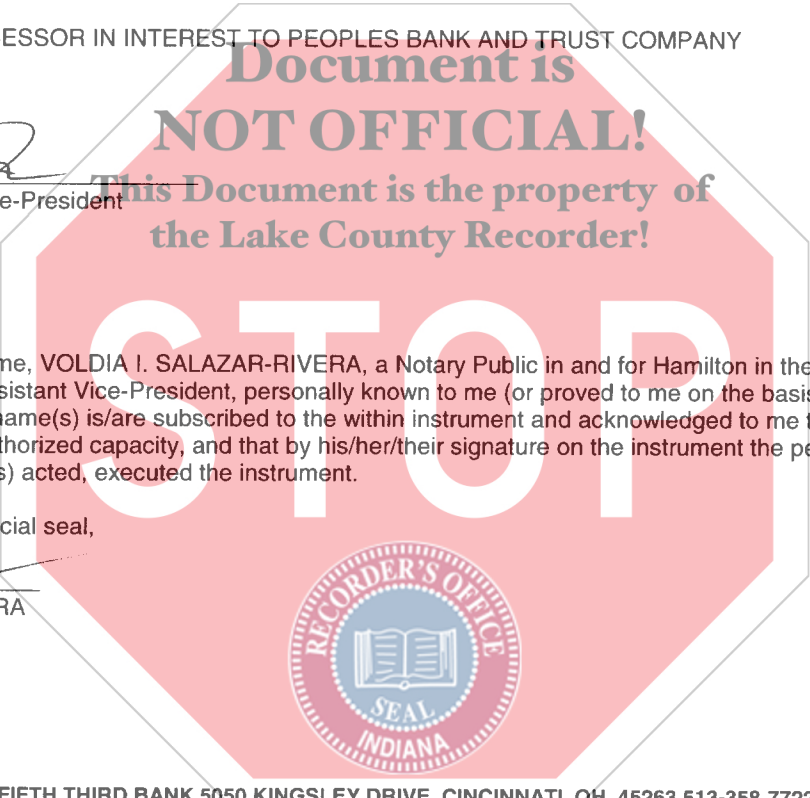 ESSOR IN INTEREST TO PEOPLES BANK AND TRUST COMPANY
Document is
NOT OFFICIAL!
This Document is the property of
the Lake County Recorder!
e-President
STOP
me, VOLDIA I. SALAZAR-RIVERA, a Notary Public in and for Hamilton in the
sistant Vice-President, personally known to me (or proved to me on the basis
name(s) is/are subscribed to the within instrument and acknowledged to me t
thorized capacity, and that by his/her/their signature on the instrument the pe
s) acted, executed the instrument.
cial seal,
RA
RECORDER'S OFFICE
SEAL
INDIANA
FIFTH THIRD BANK 5050 KINGSLEY DRIVE, CINCINNATI, OH 45263 513-358-7722